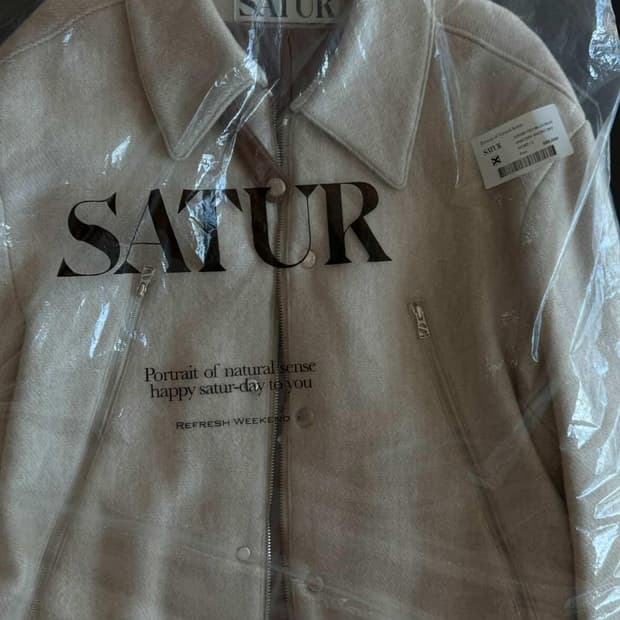 SATUR
SATUR
SATUR
Portrait of natural sense
happy satur-day to you
REFRESH WEEKEND